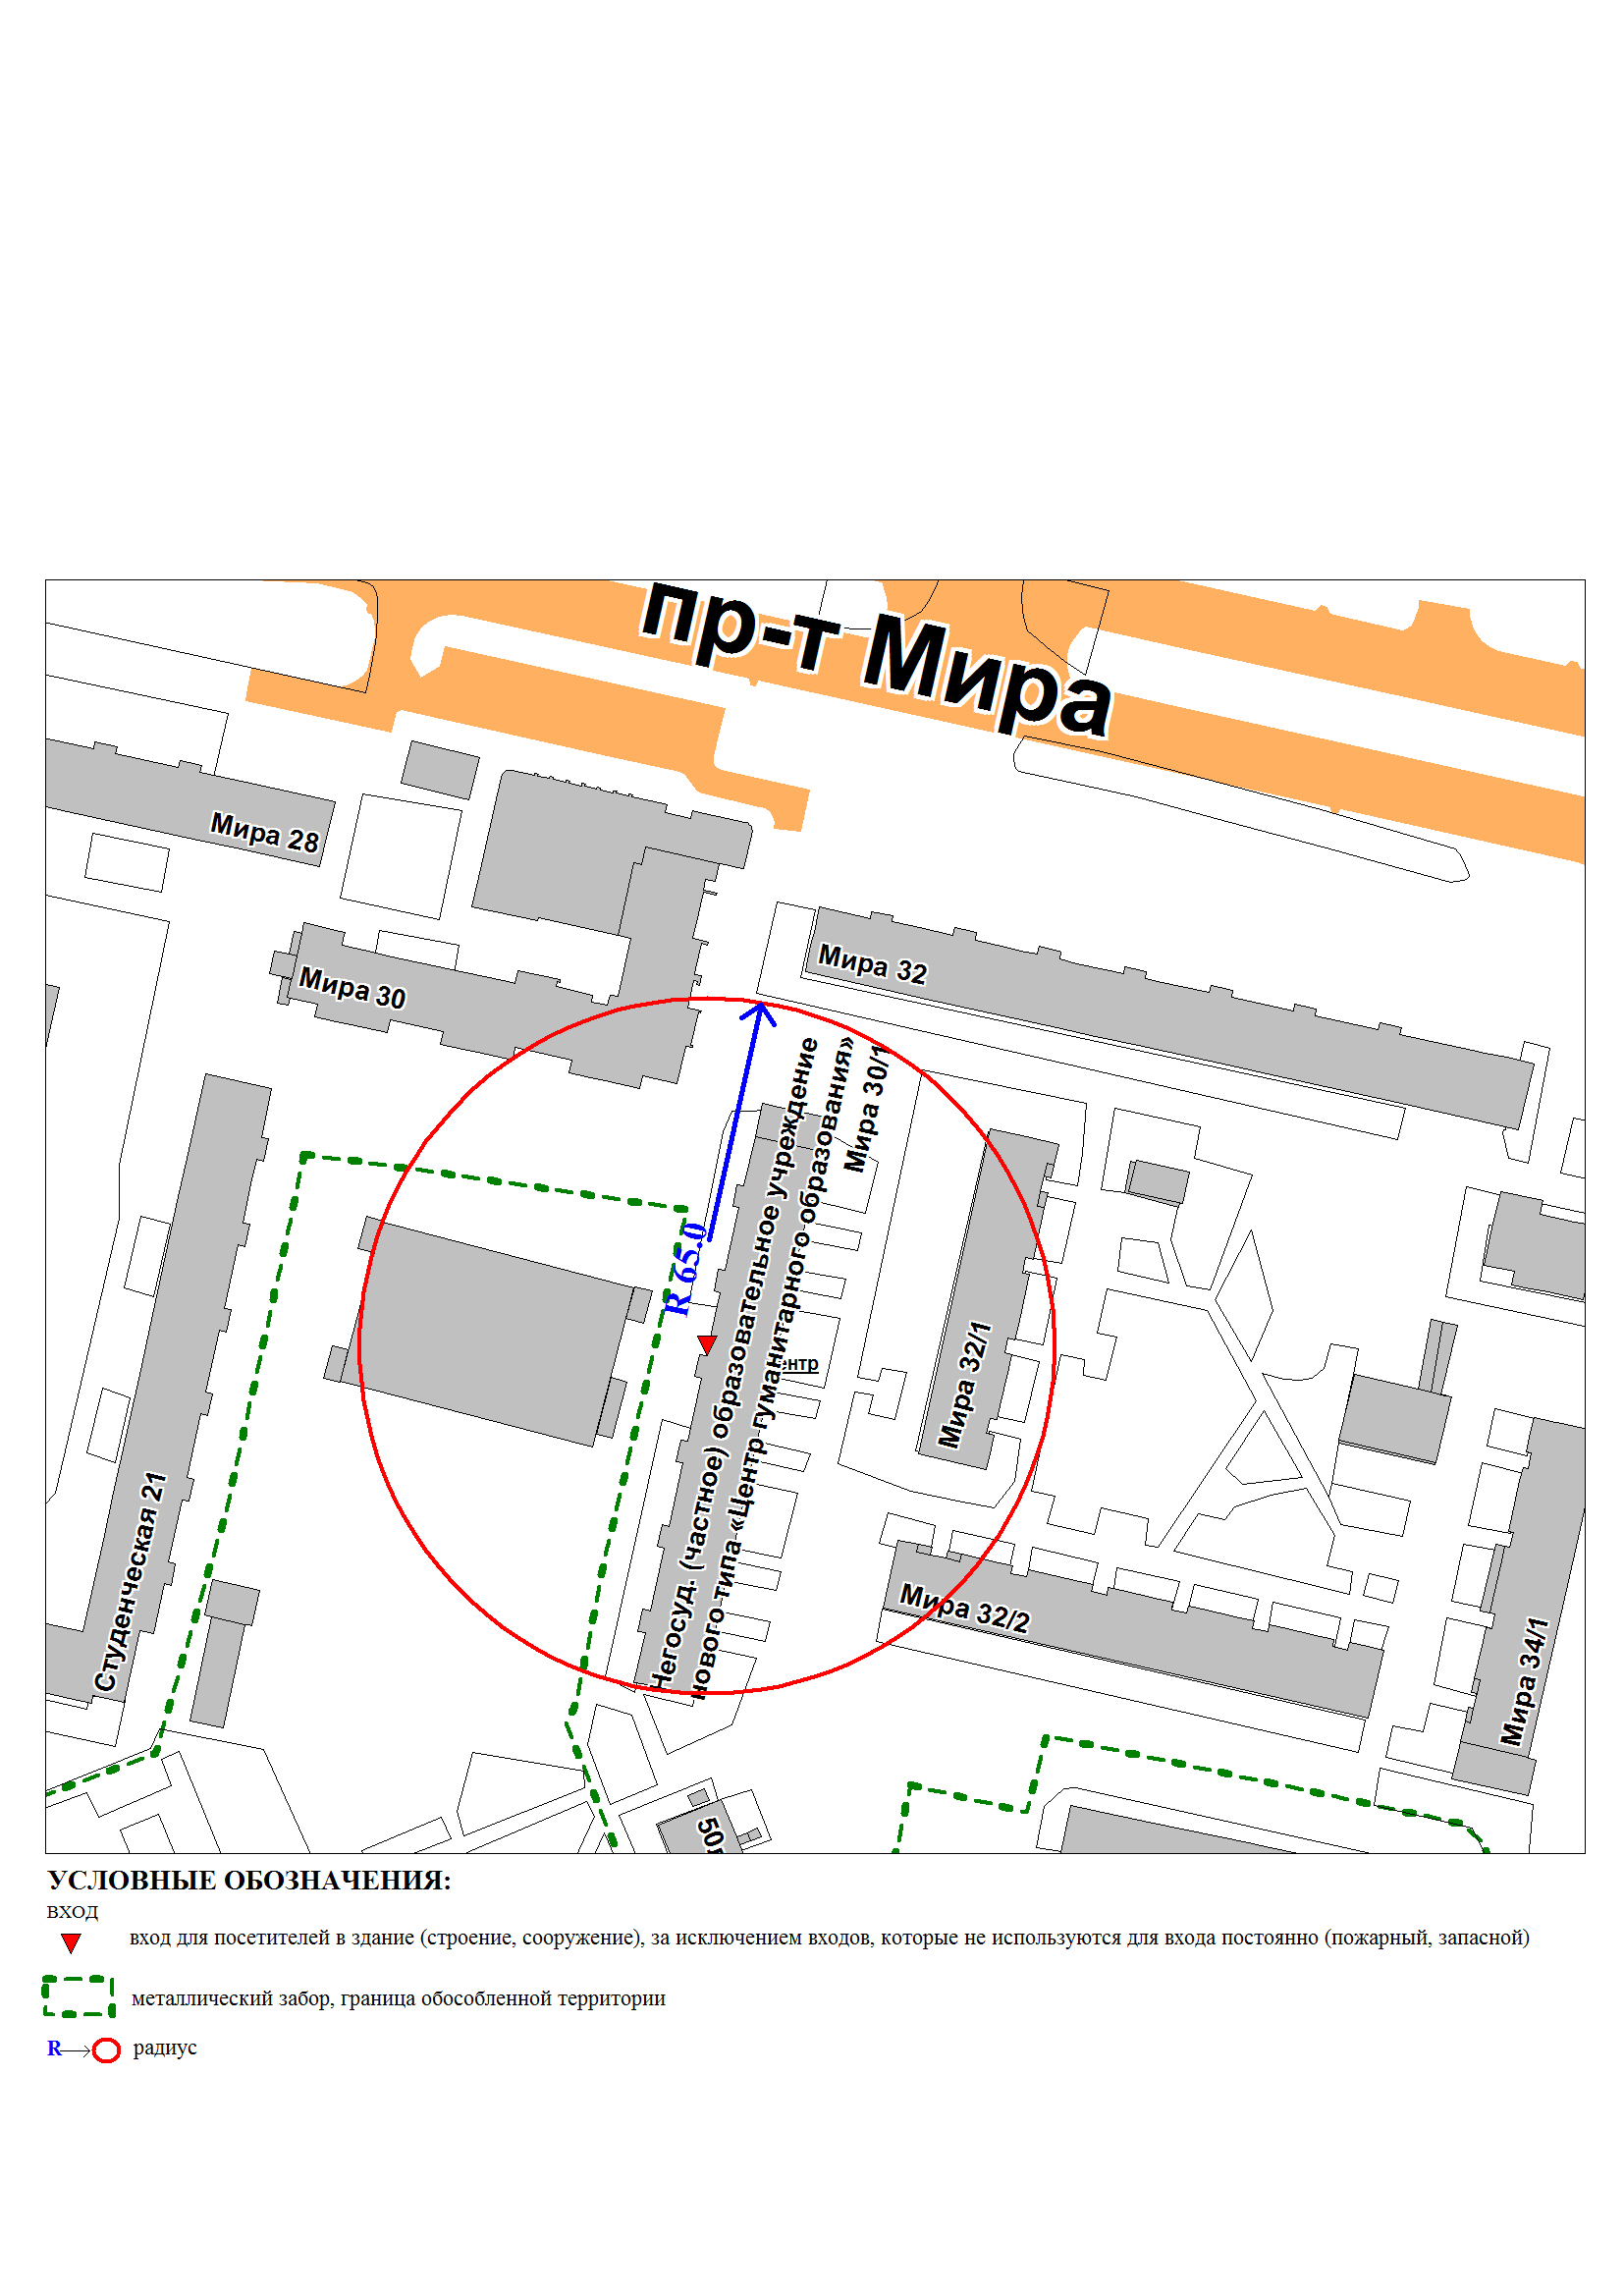 пр-т Мира
Мира 28
Мира 30
Мира 32
Негосуд. (частное) образовательное учреждение
нового типа «Центр гуманитарного образования»
Мира 30/1
R 65.0
Мира 32/1
Студенческая 21
Мира 32/2
Мира 34/1
УСЛОВНЫЕ ОБОЗНАЧЕНИЯ:
ВХОД
вход для посетителей в здание (строение, сооружение), за исключением входов, которые не используются для входа постоянно (пожарный, запасной)
металлический забор, граница обособленной территории
R
радиус